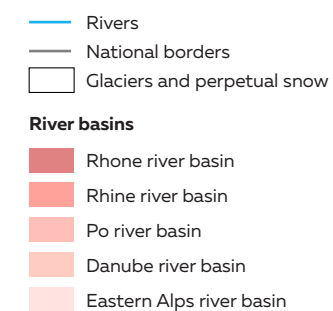 Rivers
National borders
Glaciers and perpetual snow
River basins
Rhone river basin
Rhine river basin
Po river basin
Danube river basin
Eastern Alps river basin